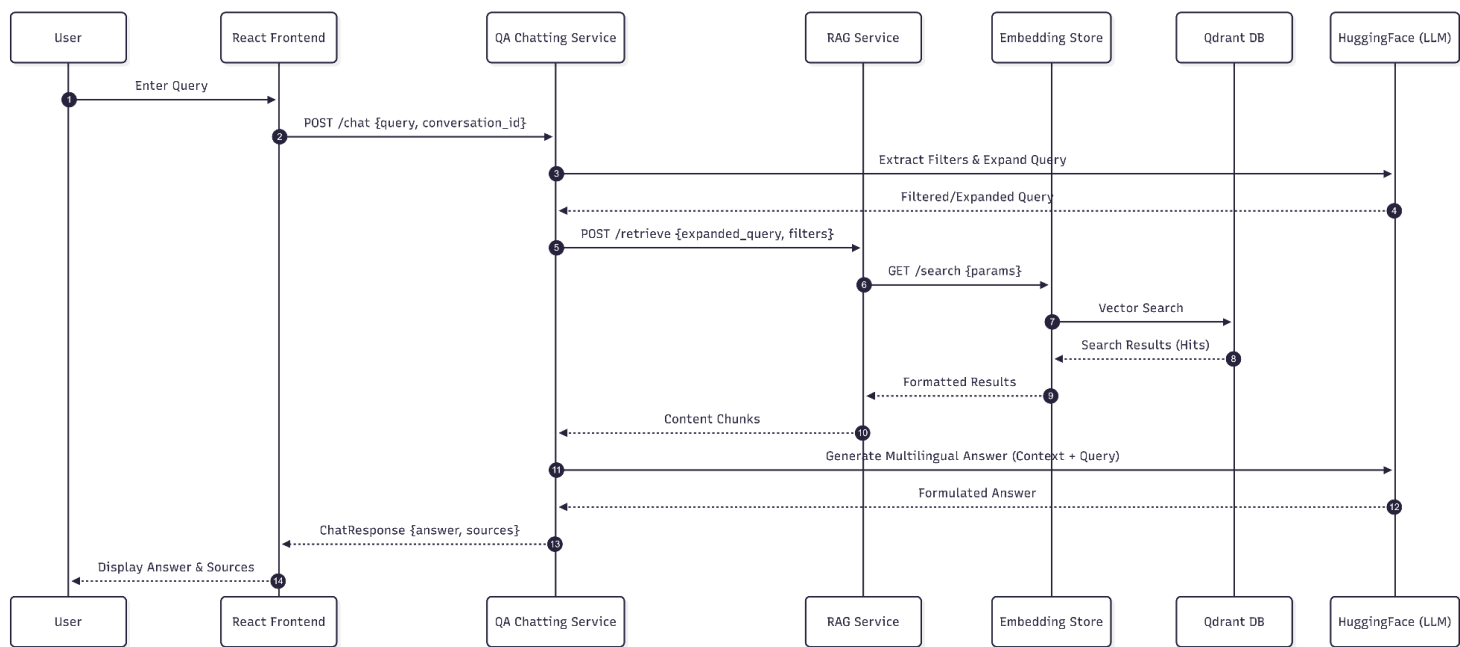 User
React Frontend
QA Chatting Service
RAG Service
Embedding Store
Qdrant DB
HuggingFace (LLM)
Enter Query
1
POST /chat {query, conversation_id}
2
Extract Filters & Expand Query
3
Filtered/Expanded Query
4
POST /retrieve {expanded_query, filters}
5
GET /search {params}
6
Vector Search
7
Search Results (Hits)
8
Formatted Results
9
Content Chunks
10
Generate Multilingual Answer (Context + Query)
11
Formulated Answer
12
ChatResponse {answer, sources}
13
Display Answer & Sources
14
User
React Frontend
QA Chatting Service
RAG Service
Embedding Store
Qdrant DB
HuggingFace (LLM)